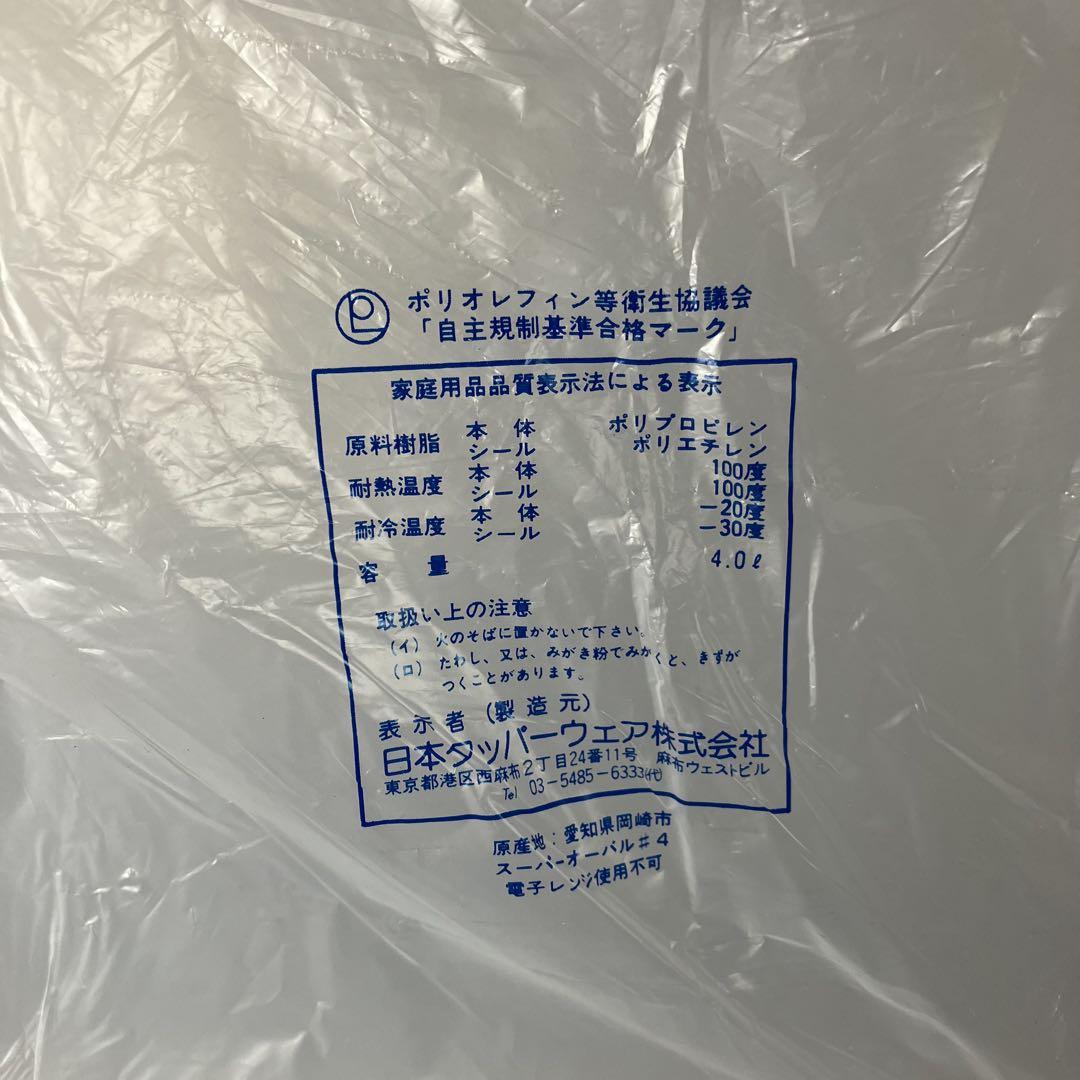 ポリオレフィン等衛生協議会
「自主規制基準合格マーク」
家庭用品品質表示法による表示
原料樹脂 本体 ポリプロピレン
シール ポリエチレン
耐熱温度 本体 100度
シール 100度
耐冷温度 本体 −20度
シール −30度
容量 4.0ℓ
取扱い上の注意
(イ) 火のそばに置かないで下さい。
(ロ) たわし、又は、みがき粉でみがくと、きずが
つくことがあります。
表示者(製造元)
日本タッパーウェア株式会社
東京都港区西麻布2丁目24番11号 麻布ウェストビル
Tel 03-5485-6333(代)
原産地:愛知県岡崎市
スーパーオーバル#4
電子レンジ使用不可